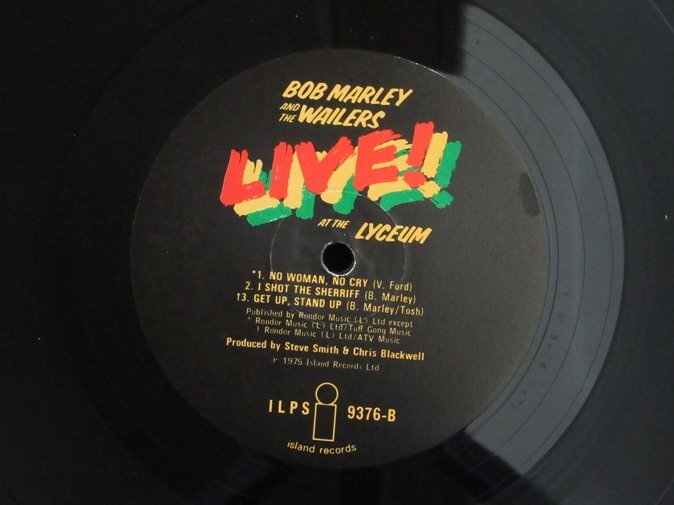 BOB MARLEY
AND THE WAILERS
LIVE!!
AT THE LYCEUM
*1. NO WOMAN, NO CRY (V. Ford)
2. I SHOT THE SHERRIFF (B. Marley)
†3. GET UP, STAND UP (B. Marley/Tosh)
Published by Rondor Music (L) Ltd except
* Rondor Music (L) Ltd/Tuff Gong Music
† Rondor Music (L) Ltd/ATV Music
Produced by Steve Smith & Chris Blackwell
℗ 1975 Island Records Ltd
ILPS 9376-B
island records